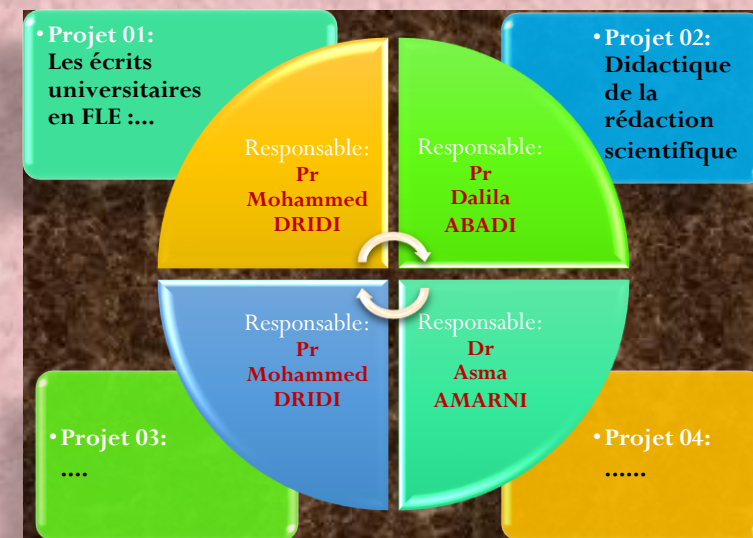 • Projet 01:
Les écrits
universitaires
en FLE :...
Responsable:
Pr
Mohammed
DRIDI
Responsable:
Pr
Dalila
ABADI
• Projet 02:
Didactique
de la
rédaction
scientifique
• Projet 03:
....
Responsable:
Pr
Mohammed
DRIDI
Responsable:
Dr
Asma
AMARNI
• Projet 04:
......